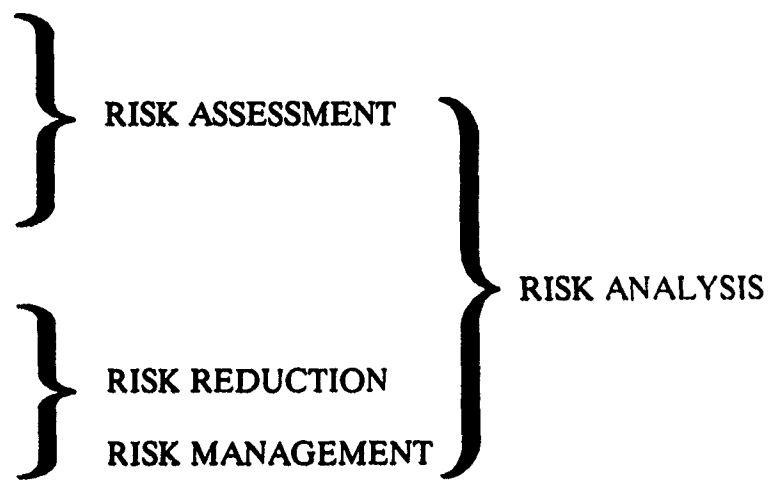 RISK ASSESSMENT
RISK ANALYSIS
RISK REDUCTION
RISK MANAGEMENT